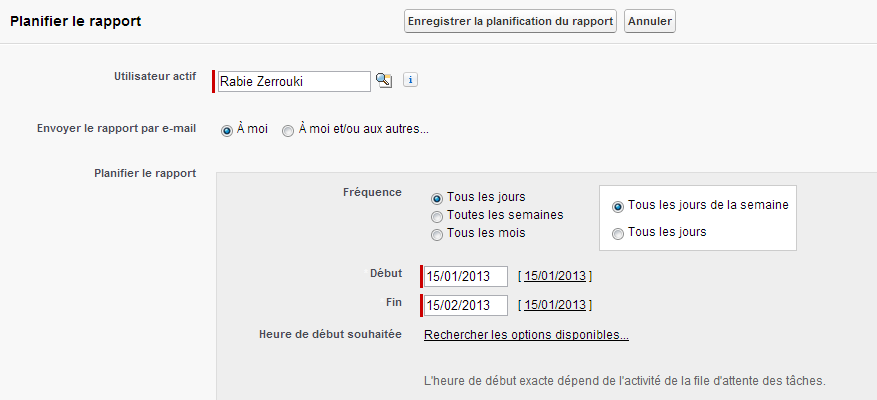 Planifier le rapport
Enregistrer la planification du rapport Annuler
Utilisateur actif Rabie Zerrouki i
Envoyer le rapport par e-mail À moi À moi et/ou aux autres...
Planifier le rapport
Fréquence Tous les jours Tous les jours de la semaine
Toutes les semaines
Tous les mois Tous les jours
Début 15/01/2013 [ 15/01/2013 ]
Fin 15/02/2013 [ 15/01/2013 ]
Heure de début souhaitée Rechercher les options disponibles...
L'heure de début exacte dépend de l'activité de la file d'attente des tâches.